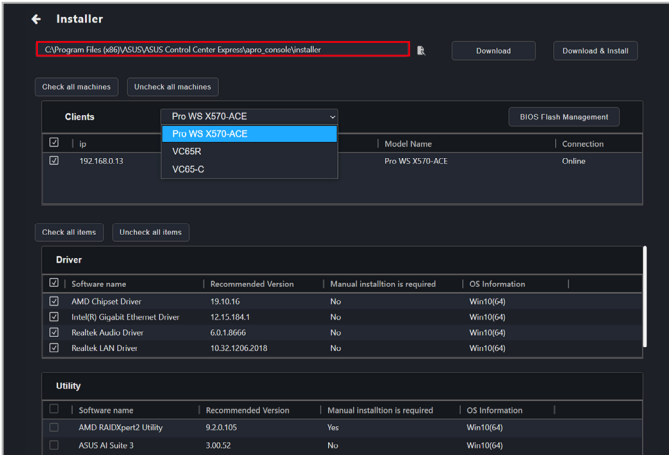 Installer
C:\Program Files (x86)\ASUS\ASUS Control Center Express\apro_console\installer
Download
Download & Install
Check all machines
Uncheck all machines
Clients
Pro WS X570-ACE
BIOS Flash Management
Pro WS X570-ACE
VC65R
VC65-C
ip
Model Name
Connection
192.168.0.13
Pro WS X570-ACE
Online
Check all items
Uncheck all items
Driver
Software name
Recommended Version
Manual installtion is required
OS Information
AMD Chipset Driver
19.10.16
No
Win10(64)
Intel(R) Gigabit Ethernet Driver
12.15.184.1
No
Win10(64)
Realtek Audio Driver
6.0.1.8666
No
Win10(64)
Realtek LAN Driver
10.32.1206.2018
No
Win10(64)
Utility
Software name
Recommended Version
Manual installtion is required
OS Information
AMD RAIDXpert2 Utility
9.2.0.105
Yes
Win10(64)
ASUS AI Suite 3
3.00.52
No
Win10(64)